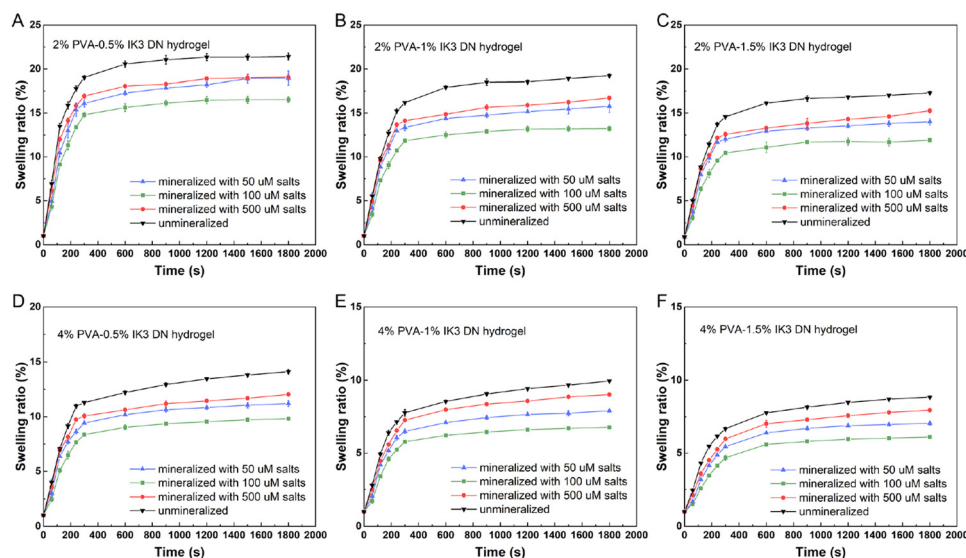 A
25
20
15
10
5
0
Swelling ratio (%)
2% PVA-0.5% IK3 DN hydrogel
mineralized with 50 uM salts
mineralized with 100 uM salts
mineralized with 500 uM salts
unmineralized
0 200 400 600 800 1000 1200 1400 1600 1800 2000
Time (s)
B
25
20
15
10
5
0
Swelling ratio (%)
2% PVA-1% IK3 DN hydrogel
mineralized with 50 uM salts
mineralized with 100 uM salts
mineralized with 500 uM salts
unmineralized
0 200 400 600 800 1000 1200 1400 1600 1800 2000
Time (s)
C
25
20
15
10
5
0
Swelling ratio (%)
2% PVA-1.5% IK3 DN hydrogel
mineralized with 50 uM salts
mineralized with 100 uM salts
mineralized with 500 uM salts
unmineralized
0 200 400 600 800 1000 1200 1400 1600 1800 2000
Time (s)
D
20
15
10
5
Swelling ratio (%)
4% PVA-0.5% IK3 DN hydrogel
mineralized with 50 uM salts
mineralized with 100 uM salts
mineralized with 500 uM salts
unmineralized
0 200 400 600 800 1000 1200 1400 1600 1800 2000
Time (s)
E
15
10
5
0
Swelling ratio (%)
4% PVA-1% IK3 DN hydrogel
mineralized with 50 uM salts
mineralized with 100 uM salts
mineralized with 500 uM salts
unmineralized
0 200 400 600 800 1000 1200 1400 1600 1800 2000
Time (s)
F
15
10
5
0
Swelling ratio (%)
4% PVA-1.5% IK3 DN hydrogel
mineralized with 50 uM salts
mineralized with 100 uM salts
mineralized with 500 uM salts
unmineralized
0 200 400 600 800 1000 1200 1400 1600 1800 2000
Time (s)